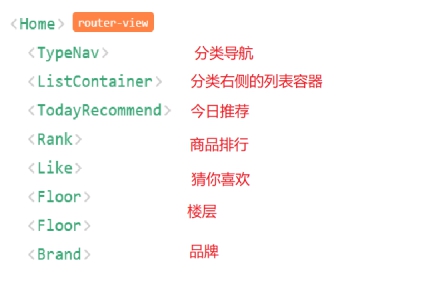 <Home> router-view
<TypeNav> 分类导航
<ListContainer> 分类右侧的列表容器
<TodayRecommend> 今日推荐
<Rank> 商品排行
<Like> 猜你喜欢
<Floor> 楼层
<Floor>
<Brand> 品牌